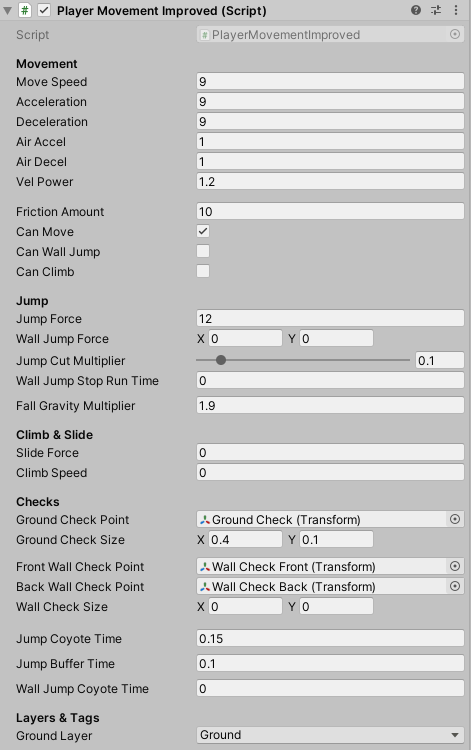 Player Movement Improved (Script)
Script PlayerMovementImproved
Movement
Move Speed 9
Acceleration 9
Deceleration 9
Air Accel 1
Air Decel 1
Vel Power 1.2
Friction Amount 10
Can Move
Can Wall Jump
Can Climb
Jump
Jump Force 12
Wall Jump Force X 0 Y 0
Jump Cut Multiplier 0.1
Wall Jump Stop Run Time 0
Fall Gravity Multiplier 1.9
Climb & Slide
Slide Force 0
Climb Speed 0
Checks
Ground Check Point Ground Check (Transform)
Ground Check Size X 0.4 Y 0.1
Front Wall Check Point Wall Check Front (Transform)
Back Wall Check Point Wall Check Back (Transform)
Wall Check Size X 0 Y 0
Jump Coyote Time 0.15
Jump Buffer Time 0.1
Wall Jump Coyote Time 0
Layers & Tags
Ground Layer Ground